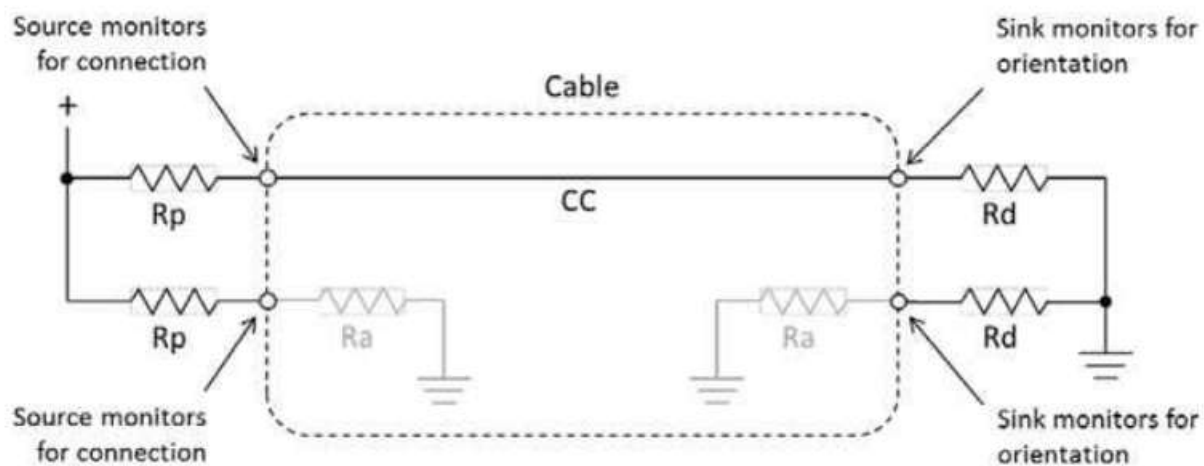 Source monitors
for connection
Sink monitors for
orientation
Cable
+
Rp
CC
Rd
Rp
Ra
Ra
Rd
Source monitors
for connection
Sink monitors for
orientation